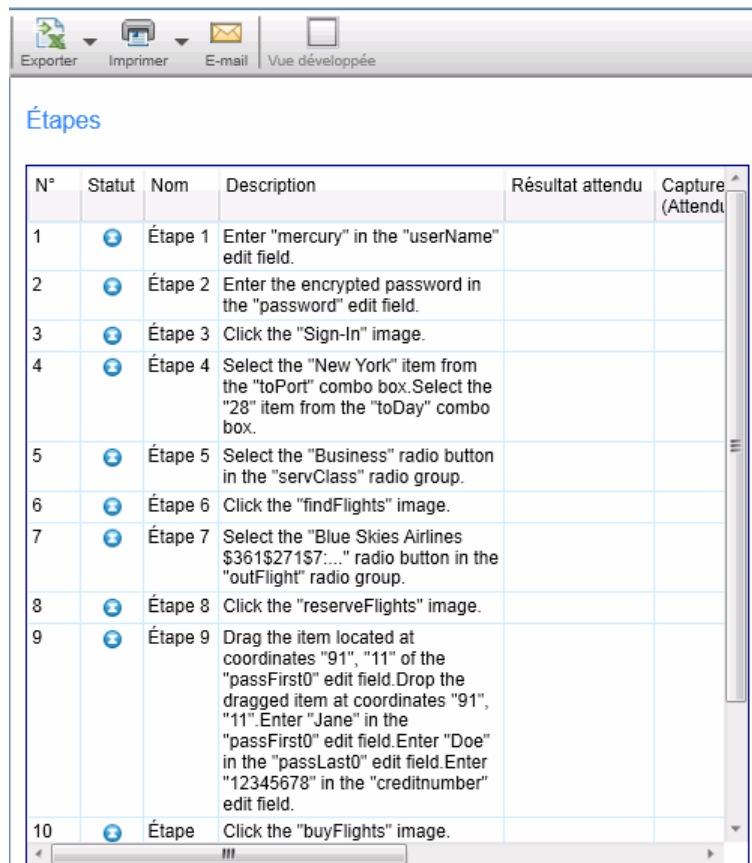 Exporter Imprimer E-mail Vue développée
Étapes
N° Statut Nom Description Résultat attendu Capture
(Attendu
1 Étape 1 Enter "mercury" in the "userName"
edit field.
2 Étape 2 Enter the encrypted password in
the "password" edit field.
3 Étape 3 Click the "Sign-In" image.
4 Étape 4 Select the "New York" item from
the "toPort" combo box.Select the
"28" item from the "toDay" combo
box.
5 Étape 5 Select the "Business" radio button
in the "servClass" radio group.
6 Étape 6 Click the "findFlights" image.
7 Étape 7 Select the "Blue Skies Airlines
$361$271$7:..." radio button in the
"outFlight" radio group.
8 Étape 8 Click the "reserveFlights" image.
9 Étape 9 Drag the item located at
coordinates "91", "11" of the
"passFirst0" edit field.Drop the
dragged item at coordinates "91",
"11".Enter "Jane" in the
"passFirst0" edit field.Enter "Doe"
in the "passLast0" edit field.Enter
"12345678" in the "creditnumber"
edit field.
10 Étape Click the "buyFlights" image.